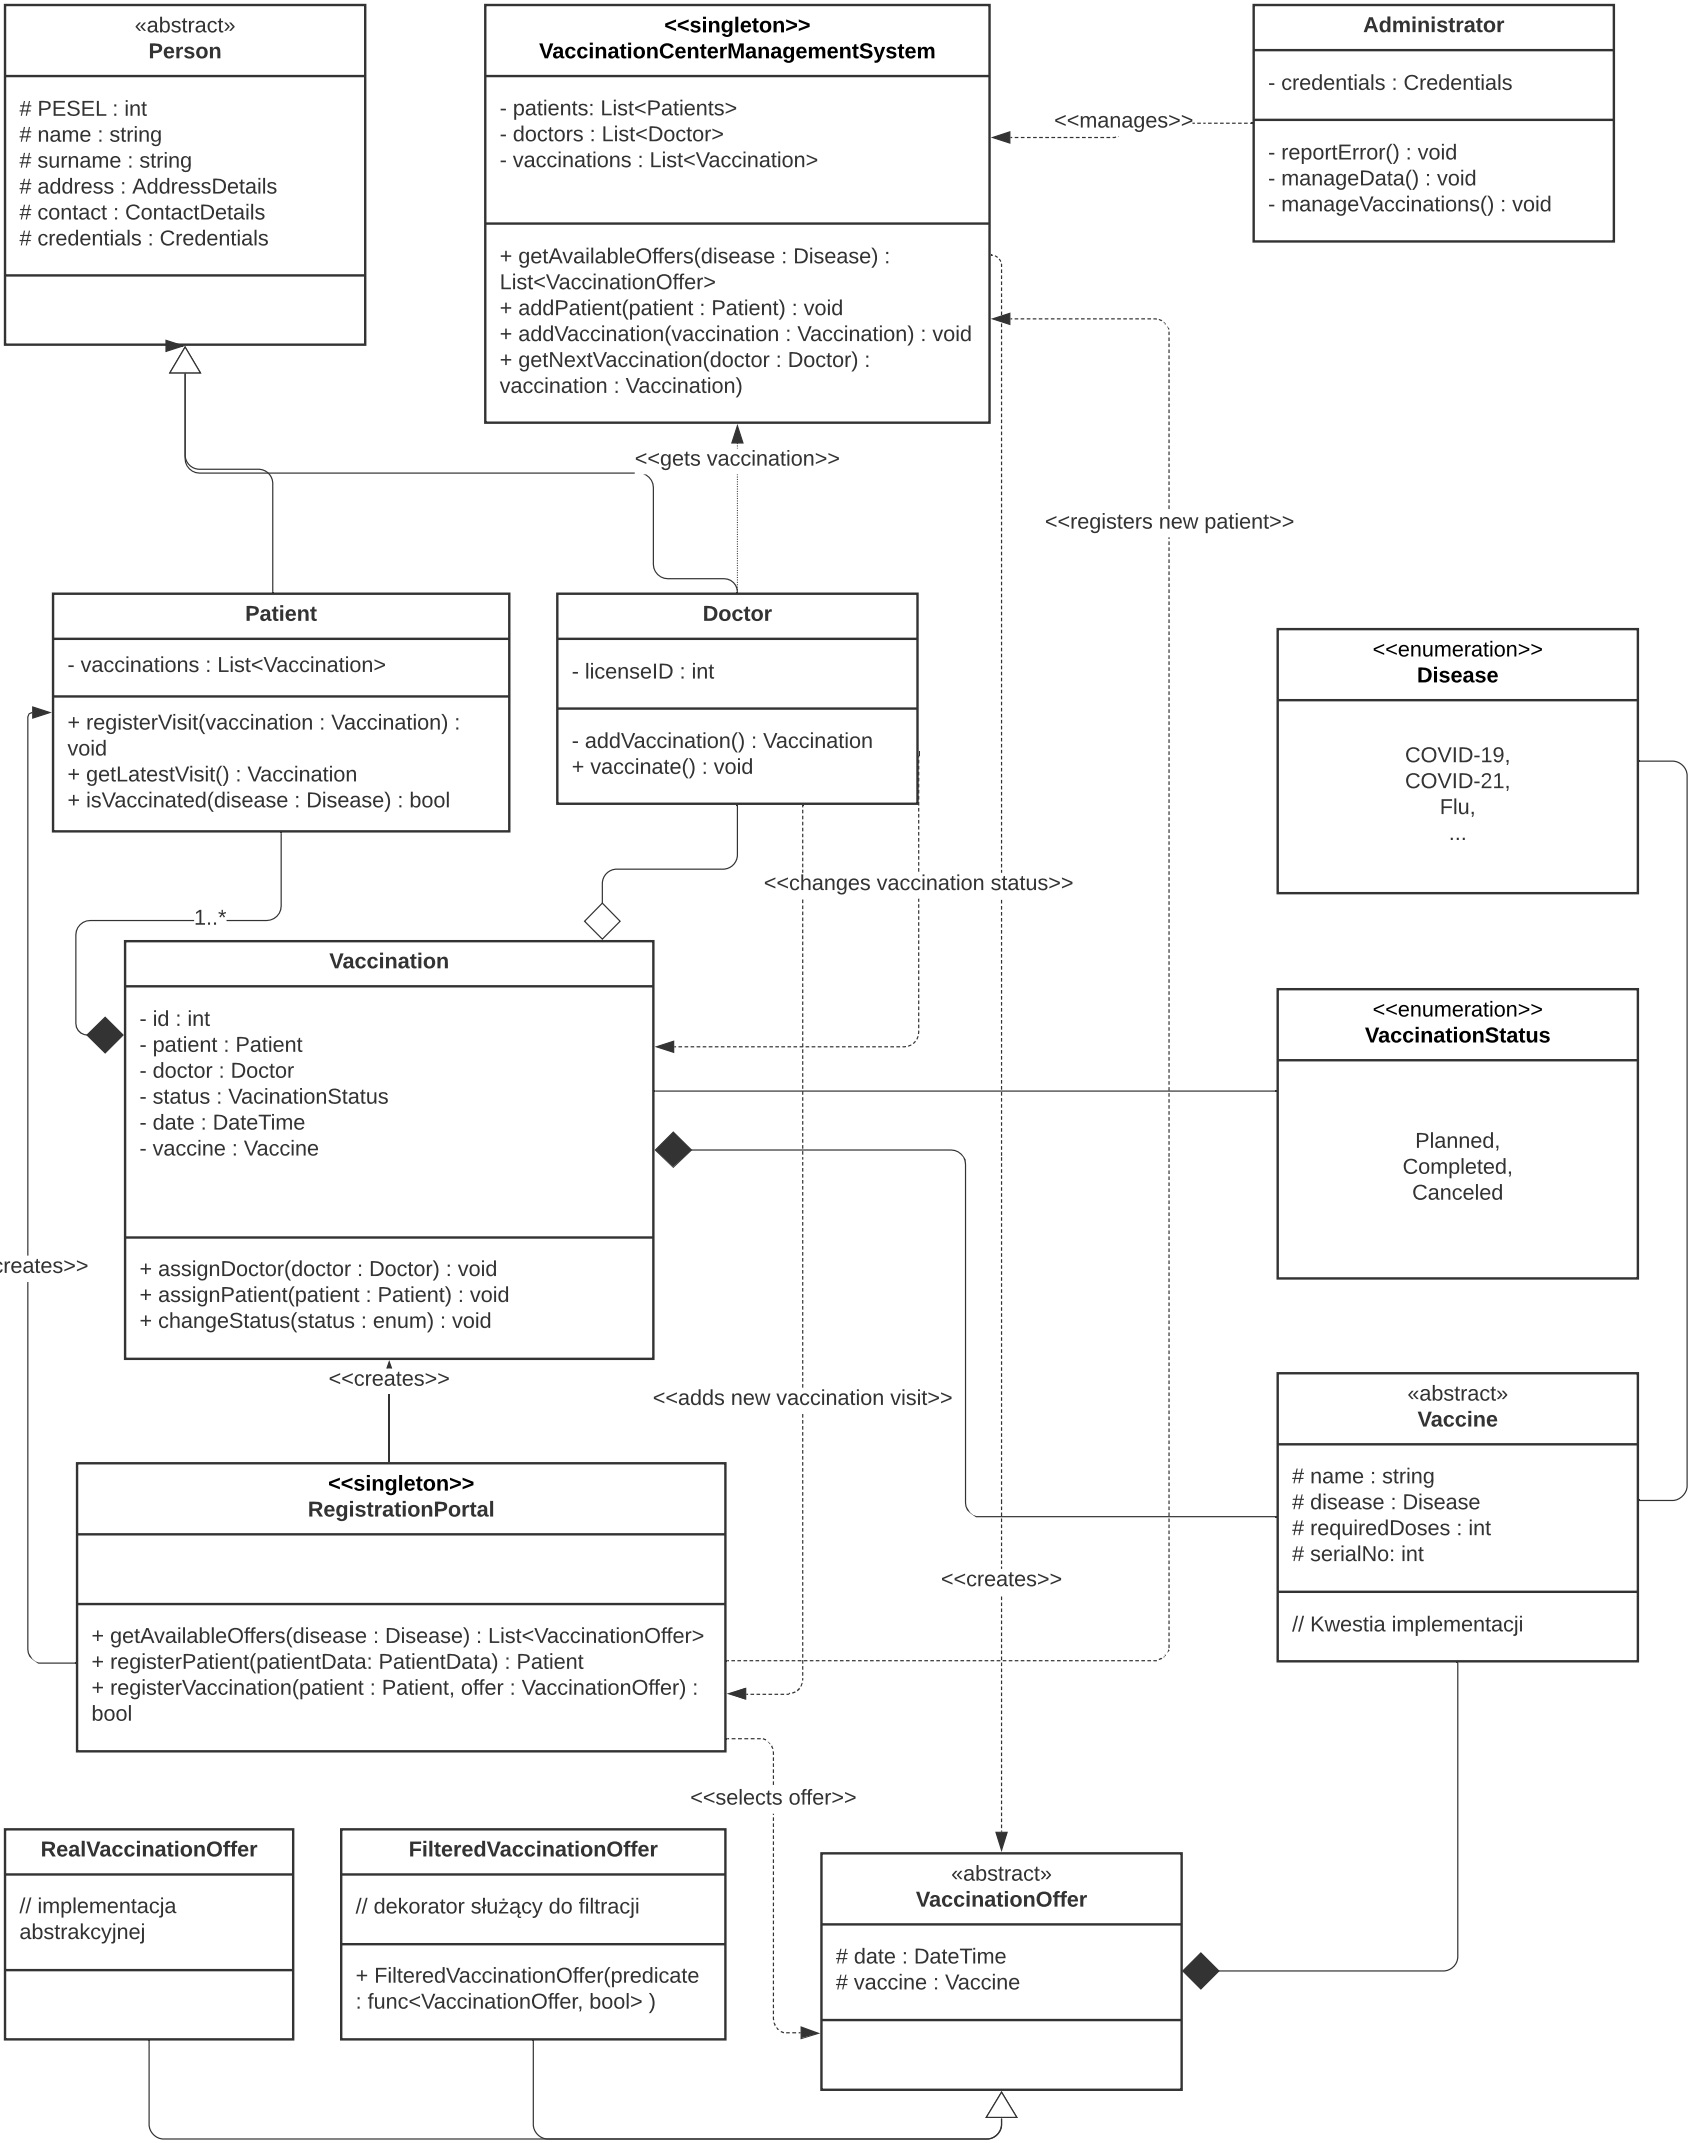 «abstract»
Person
# PESEL : int
# name : string
# surname : string
# address : AddressDetails
# contact : ContactDetails
# credentials : Credentials
<<singleton>>
VaccinationCenterManagementSystem
- patients: List<Patients>
- doctors : List<Doctor>
- vaccinations : List<Vaccination>
+ getAvailableOffers(disease : Disease) :
List<VaccinationOffer>
+ addPatient(patient : Patient) : void
+ addVaccination(vaccination : Vaccination) : void
+ getNextVaccination(doctor : Doctor) :
vaccination : Vaccination)
Administrator
- credentials : Credentials
- reportError() : void
- manageData() : void
- manageVaccinations() : void
<<manages>>
<<gets vaccination>>
<<registers new patient>>
Patient
- vaccinations : List<Vaccination>
+ registerVisit(vaccination : Vaccination) :
void
+ getLatestVisit() : Vaccination
+ isVaccinated(disease : Disease) : bool
Doctor
- licenseID : int
- addVaccination() : Vaccination
+ vaccinate() : void
<<enumeration>>
Disease
COVID-19,
COVID-21,
Flu,
...
<<changes vaccination status>>
1..*
Vaccination
- id : int
- patient : Patient
- doctor : Doctor
- status : VacinationStatus
- date : DateTime
- vaccine : Vaccine
+ assignDoctor(doctor : Doctor) : void
+ assignPatient(patient : Patient) : void
+ changeStatus(status : enum) : void
<<enumeration>>
VaccinationStatus
Planned,
Completed,
Canceled
creates>>
<<creates>>
<<adds new vaccination visit>>
«abstract»
Vaccine
# name : string
# disease : Disease
# requiredDoses : int
# serialNo: int
// Kwestia implementacji
<<singleton>>
RegistrationPortal
+ getAvailableOffers(disease : Disease) : List<VaccinationOffer>
+ registerPatient(patientData: PatientData) : Patient
+ registerVaccination(patient : Patient, offer : VaccinationOffer) :
bool
<<creates>>
<<selects offer>>
RealVaccinationOffer
// implementacja
abstrakcyjnej
FilteredVaccinationOffer
// dekorator służący do filtracji
+ FilteredVaccinationOffer(predicate
: func<VaccinationOffer, bool> )
«abstract»
VaccinationOffer
# date : DateTime
# vaccine : Vaccine